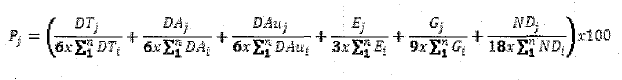 P_j = ( DT_j / 6x∑_1^n DT_i + DA_j / 6x∑_1^n DA_i + DAu_j / 6x∑_1^n DAu_i + E_j / 3x∑_1^n E_i + G_j / 9x∑_1^n G_i + ND_j / 18x∑_1^n ND_i ) x100